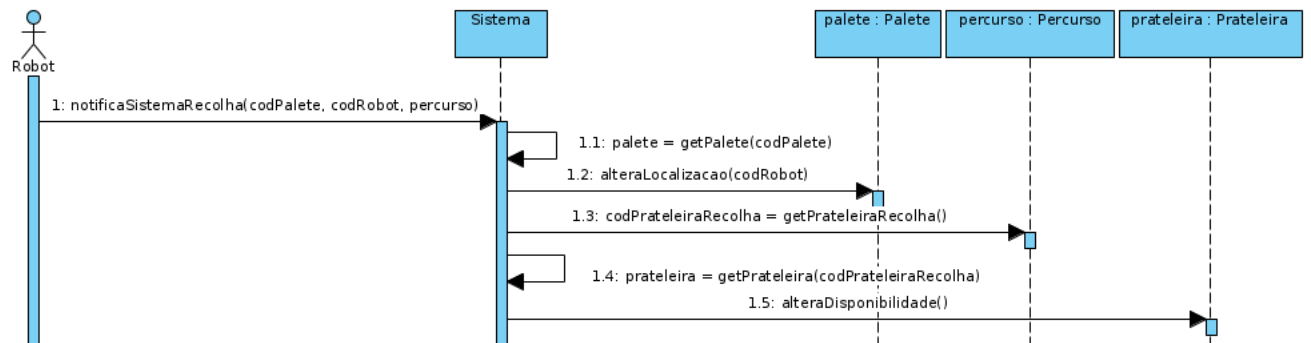 Robot
Sistema
palete : Palete
percurso : Percurso
prateleira : Prateleira
1: notificaSistemaRecolha(codPalete, codRobot, percurso)
1.1: palete = getPalete(codPalete)
1.2: alteraLocalizacao(codRobot)
1.3: codPrateleiraRecolha = getPrateleiraRecolha()
1.4: prateleira = getPrateleira(codPrateleiraRecolha)
1.5: alteraDisponibilidade()